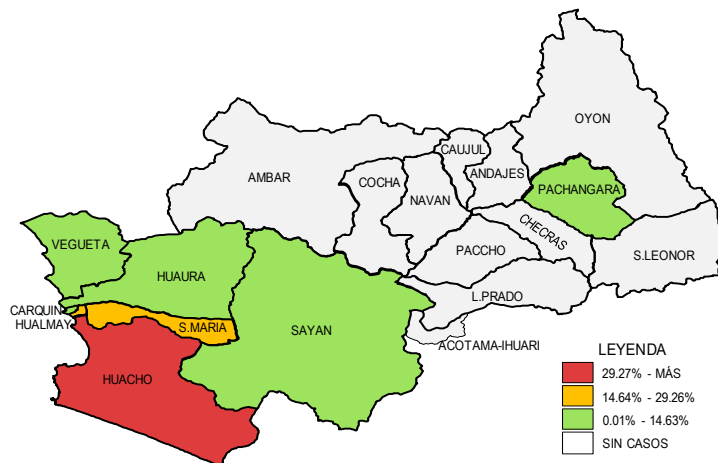 OYON
CAUJUL
ANDAJES
AMBAR
COCHA
NAVAN
PACHANGARA
CHECRAS
VEGUETA
PACCHO
S.LEONOR
HUAURA
L.PRADO
CARQUIN
HUALMAY
S.MARIA
SAYAN
ACOTAMA-IHUARI
HUACHO
LEYENDA
29.27% - MÁS
14.64% - 29.26%
0.01% - 14.63%
SIN CASOS